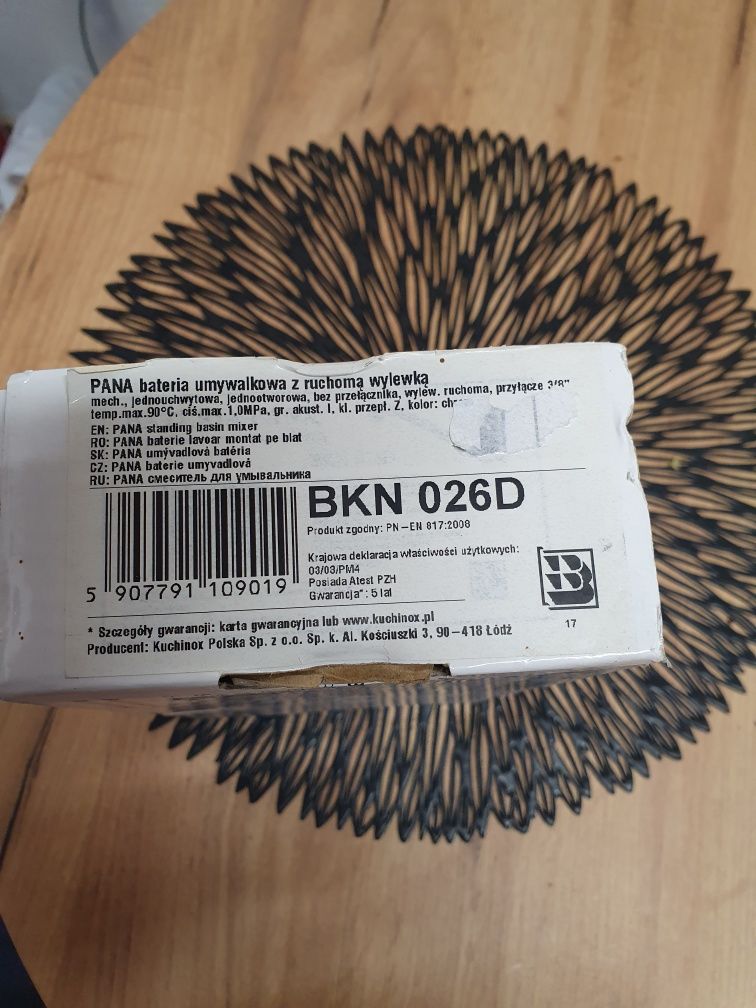 PANA bateria umywalkowa z ruchomą wylewką
mech., jednouchwytowa, jednootworowa, bez przełącznika, wylew. ruchoma, przyłącze 3/8"
temp.max.90°C, ciś.max.1,0MPa, gr. akust. I, kl. przepł. Z, kolor:
EN: PANA standing basin mixer
RO: PANA baterie lavoar montat pe blat
SK: PANA umývadlová batéria
CZ: PANA baterie umyvadlová
RU: PANA смеситель для умывальника
BKN 026D
Produkt zgodny: PN-EN 817:2008
Krajowa deklaracja właściwości użytkowych:
03/03/PM4
Posiada Atest PZH
Gwarancja*: 5 lat
5 907791 109019
17
* Szczegóły gwarancji: karta gwarancyjna lub www.kuchinox.pl
Producent: Kuchinox Polska Sp. z o.o. Sp. k. Al. Kościuszki 3, 90-418 Łódź